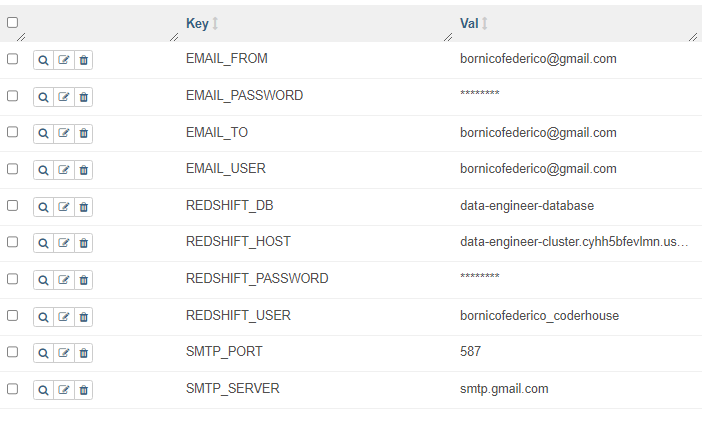 Key Val
EMAIL_FROM bornicofederico@gmail.com
EMAIL_PASSWORD ********
EMAIL_TO bornicofederico@gmail.com
EMAIL_USER bornicofederico@gmail.com
REDSHIFT_DB data-engineer-database
REDSHIFT_HOST data-engineer-cluster.cyhh5bfevlmn.us...
REDSHIFT_PASSWORD ********
REDSHIFT_USER bornicofederico_coderhouse
SMTP_PORT 587
SMTP_SERVER smtp.gmail.com